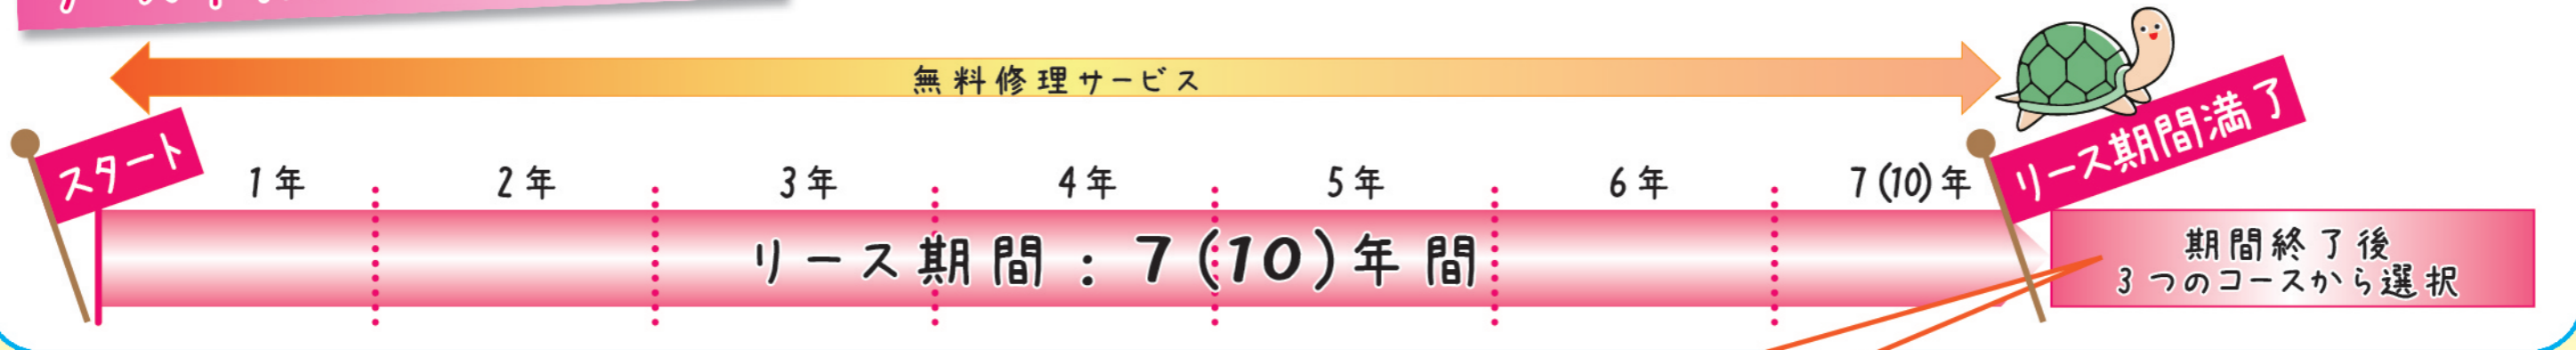 無料修理サービス
スタート
1年
2年
3年
4年
5年
6年
7(10)年
リース期間満了
リース期間：7(10)年間
期間終了後
3つのコースから選択